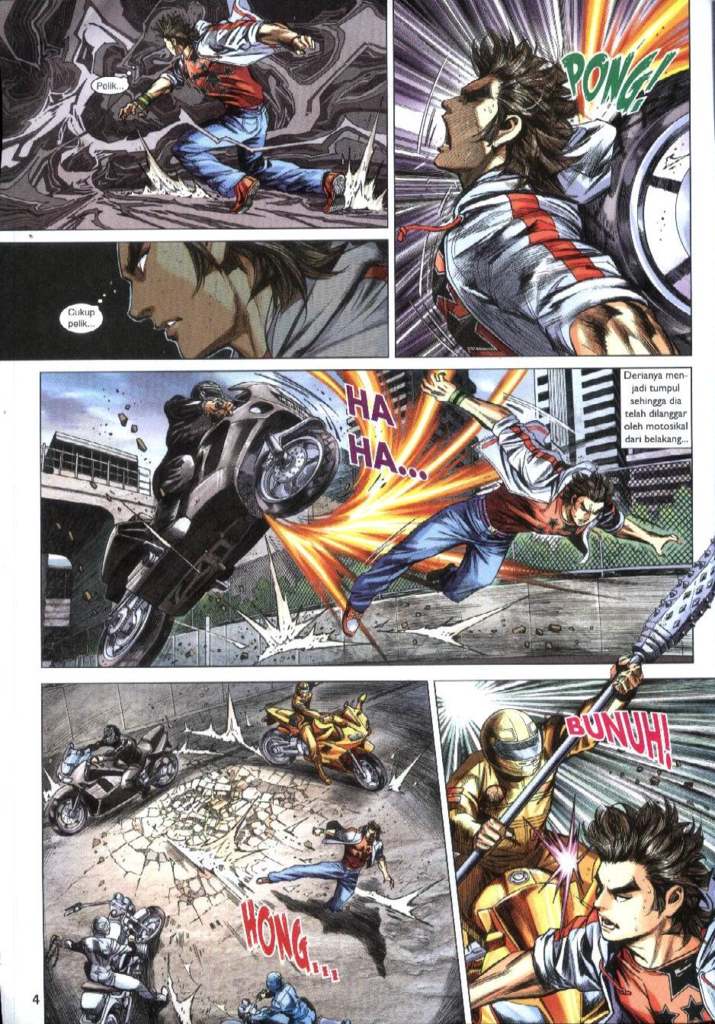 Pelik...
PONG!
Cukup
pelik...
HA
HA...
Derianya men-
jadi tumpul
sehingga dia
telah dilanggar
oleh motosikal
dari belakang...
HONG...
BUNUH!
4